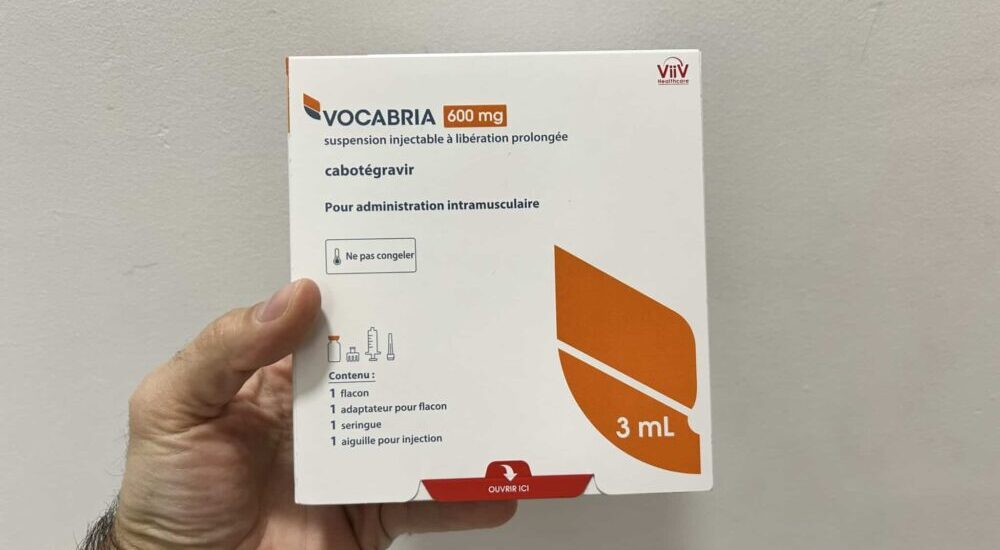 ViiV
Healthcare
VOCABRIA 600 mg
suspension injectable à libération prolongée
cabotégravir
Pour administration intramusculaire
Ne pas congeler
Contenu :
1 flacon
1 adaptateur pour flacon
1 seringue
1 aiguille pour injection
3 mL
OUVRIR ICI